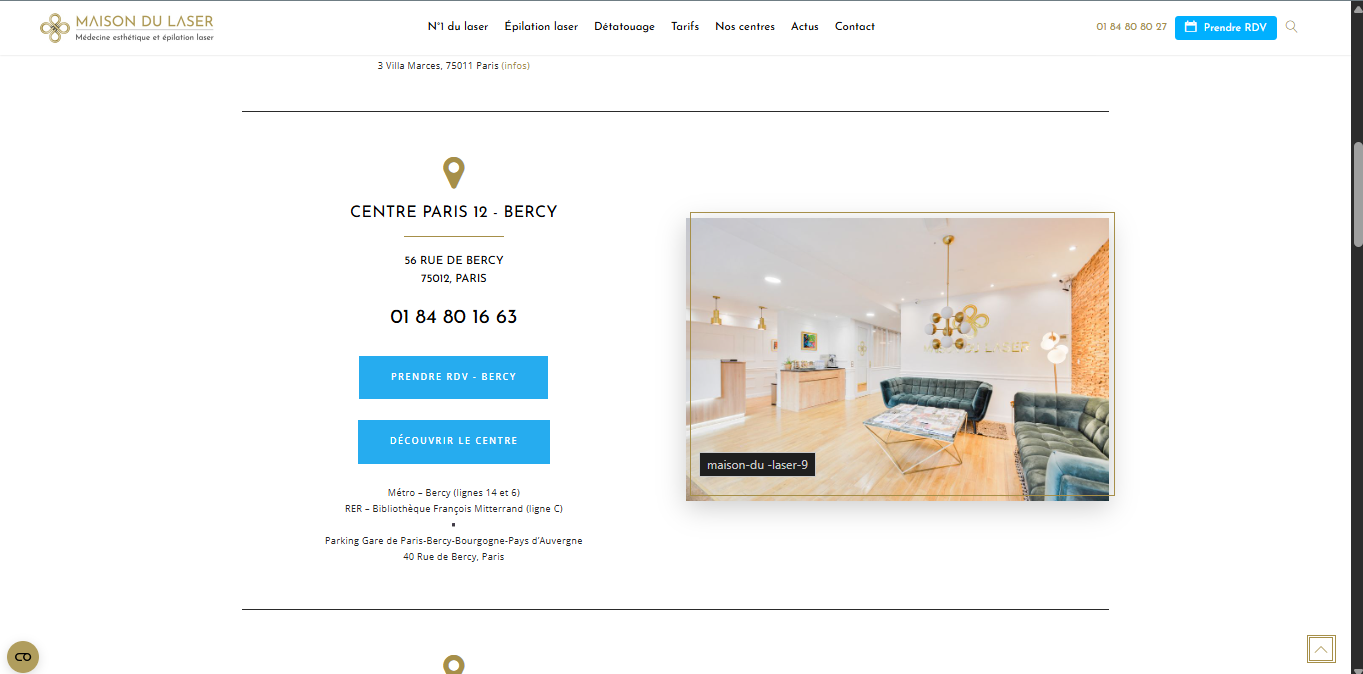 MAISON DU LASER
Médecine esthétique et épilation laser
N°1 du laser
Épilation laser
Détatouage
Tarifs
Nos centres
Actus
Contact
01 84 80 80 27
Prendre RDV
3 Villa Marces, 75011 Paris (infos)
CENTRE PARIS 12 - BERCY
56 RUE DE BERCY
75012, PARIS
01 84 80 16 63
PRENDRE RDV - BERCY
DÉCOUVRIR LE CENTRE
Métro – Bercy (lignes 14 et 6)
RER – Bibliothèque François Mitterrand (ligne C)
Parking Gare de Paris-Bercy-Bourgogne-Pays d'Auvergne
40 Rue de Bercy, Paris
MAISON DU LASER
maison-du -laser-9